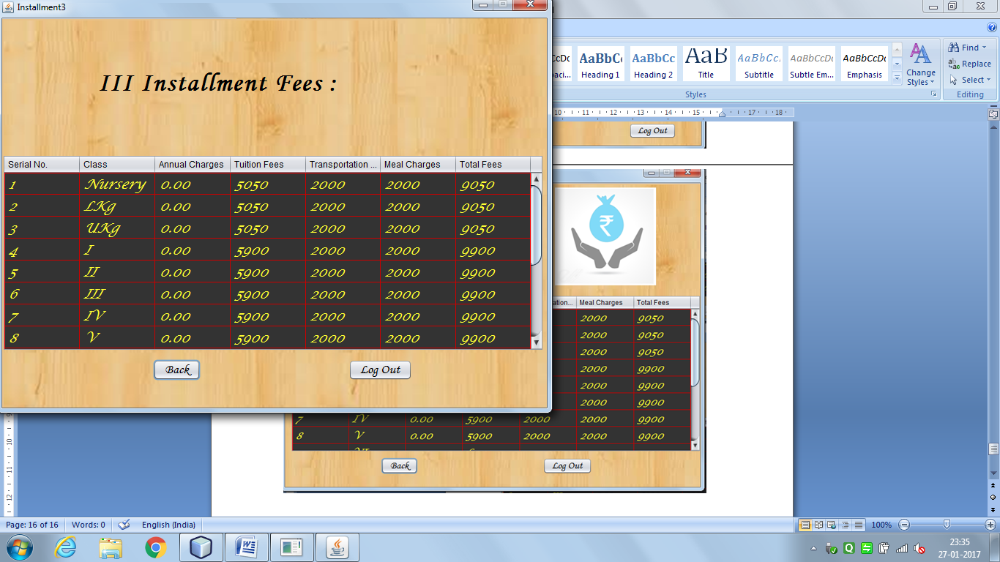 Installment3
III Installment Fees :
Serial No. Class Annual Charges Tuition Fees Transportation ... Meal Charges Total Fees
1 Nursery 0.00 5050 2000 2000 9050
2 LKg 0.00 5050 2000 2000 9050
3 UKg 0.00 5050 2000 2000 9050
4 I 0.00 5900 2000 2000 9900
5 II 0.00 5900 2000 2000 9900
6 III 0.00 5900 2000 2000 9900
7 IV 0.00 5900 2000 2000 9900
8 V 0.00 5900 2000 2000 9900
Back Log Out
AaBbCc AaBbCc AaB AaBbCc. AaBbCcDc AaBbCcDc
Heading 1 Heading 2 Title Subtitle Subtle Em... Emphasis
Change Styles
Find
Replace
Select
Styles Editing
10 11 12 13 14 15 17 18
Log Out
₹
ation... Meal Charges Total Fees
2000 9050
2000 9050
2000 9050
2000 9900
2000 9900
2000 9900
7 IV 0.00 5900 2000 2000 9900
8 V 0.00 5900 2000 2000 9900
Back Log Out
10 11 12
Page: 16 of 16 Words: 0 English (India) 100%
23:35
27-01-2017